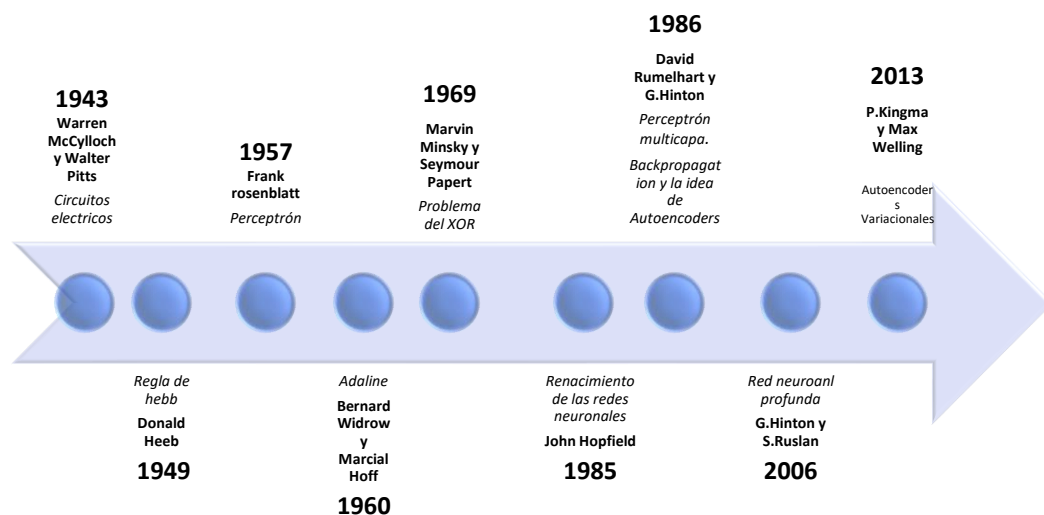 1943
Warren
McCylloch
y Walter
Pitts
Circuitos
electricos
Regla de
hebb
Donald
Heeb
1949
1957
Frank
rosenblatt
Perceptrón
Adaline
Bernard
Widrow
y
Marcial
Hoff
1960
1969
Marvin
Minsky y
Seymour
Papert
Problema
del XOR
Renacimiento
de las redes
neuronales
John Hopfield
1985
1986
David
Rumelhart y
G.Hinton
Perceptrón
multicapa.
Backpropagat
ion y la idea
de
Autoencoders
Red neuroanl
profunda
G.Hinton y
S.Ruslan
2006
2013
P.Kingma
y Max
Welling
Autoencoder
s
Variacionales